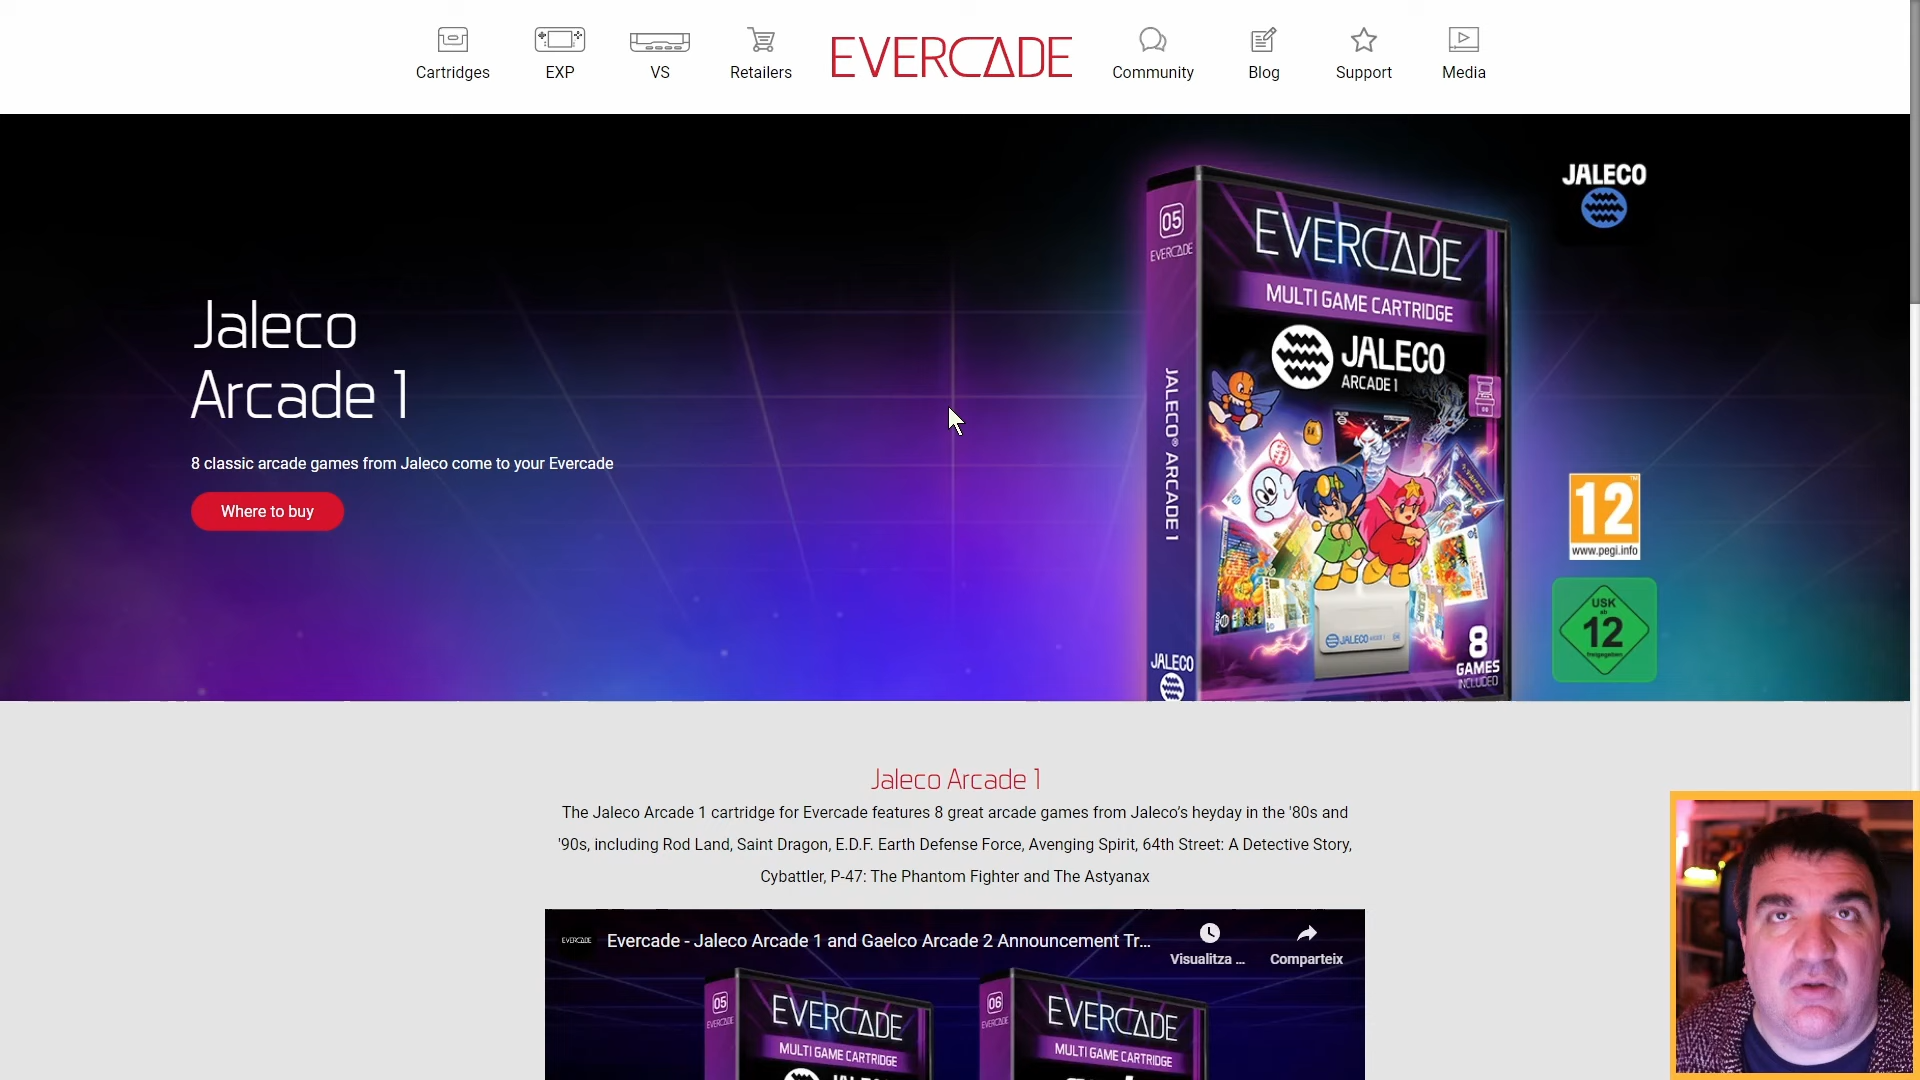 Cartridges
EXP
VS
Retailers
EVERCADE
Community
Blog
Support
Media
Jaleco
Arcade 1
8 classic arcade games from Jaleco come to your Evercade
Where to buy
05
EVERCADE
JALECO® ARCADE 1
JALECO
EVERCADE
MULTI GAME CARTRIDGE
JALECO
ARCADE 1
JALECO ARCADE 1
8
GAMES
INCLUDED
JALECO
12
www.pegi.info
USK
ab
12
freigegeben
Jaleco Arcade 1
The Jaleco Arcade 1 cartridge for Evercade features 8 great arcade games from Jaleco’s heyday in the '80s and
'90s, including Rod Land, Saint Dragon, E.D.F. Earth Defense Force, Avenging Spirit, 64th Street: A Detective Story,
Cybattler, P-47: The Phantom Fighter and The Astyanax
EVERCADE
Evercade - Jaleco Arcade 1 and Gaelco Arcade 2 Announcement Tr...
Visualitza ...
Comparteix
05
EVERCADE
EVERCADE
MULTI GAME CARTRIDGE
06
EVERCADE
EVERCADE
MULTI GAME CARTRIDGE